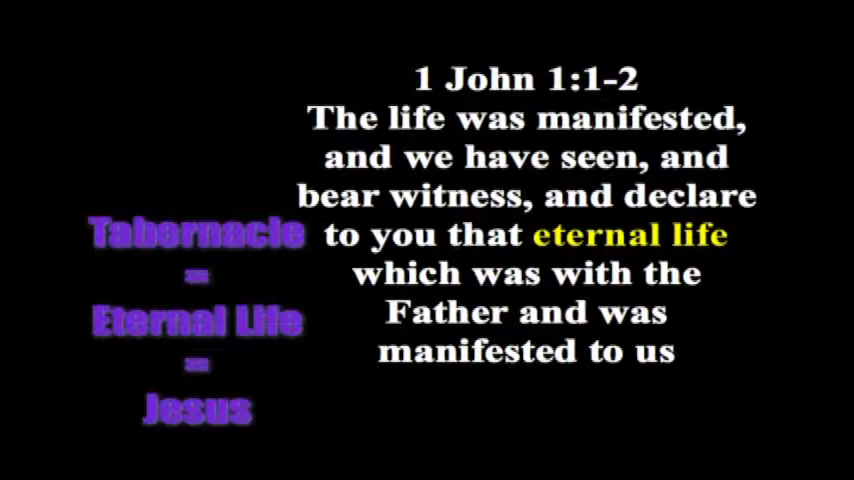 1 John 1:1-2
The life was manifested,
and we have seen, and
bear witness, and declare
to you that eternal life
which was with the
Father and was
manifested to us
Tabernacle
=
Eternal Life
=
Jesus